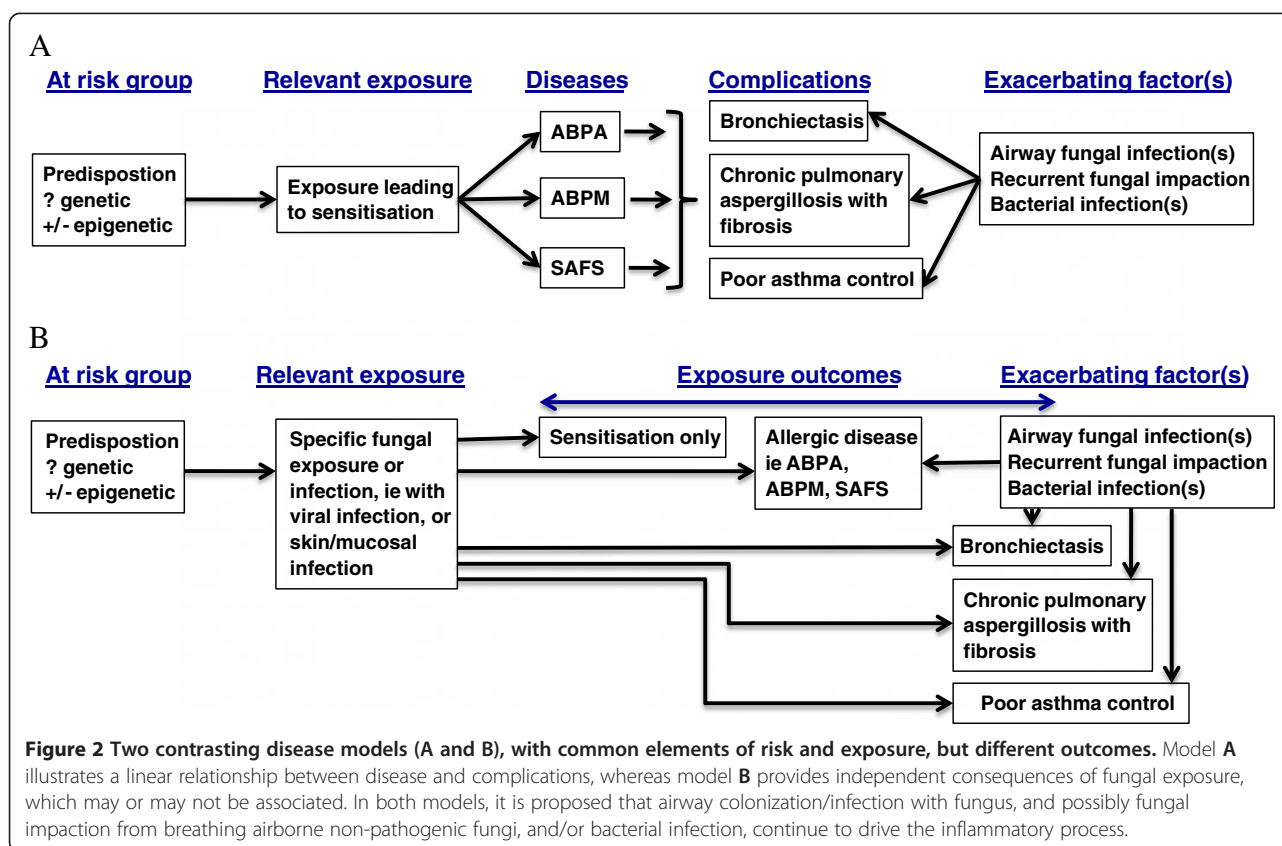 A
At risk group
Relevant exposure
Diseases
Complications
Exacerbating factor(s)
Predispostion
? genetic
+/- epigenetic
Exposure leading
to sensitisation
ABPA
ABPM
SAFS
Bronchiectasis
Chronic pulmonary
aspergillosis with
fibrosis
Poor asthma control
Airway fungal infection(s)
Recurrent fungal impaction
Bacterial infection(s)
B
At risk group
Relevant exposure
Exposure outcomes
Exacerbating factor(s)
Predispostion
? genetic
+/- epigenetic
Specific fungal
exposure or
infection, ie with
viral infection, or
skin/mucosal
infection
Sensitisation only
Allergic disease
ie ABPA,
ABPM, SAFS
Airway fungal infection(s)
Recurrent fungal impaction
Bacterial infection(s)
Bronchiectasis
Chronic pulmonary
aspergillosis with
fibrosis
Poor asthma control
Figure 2 Two contrasting disease models (A and B), with common elements of risk and exposure, but different outcomes. Model A
illustrates a linear relationship between disease and complications, whereas model B provides independent consequences of fungal exposure,
which may or may not be associated. In both models, it is proposed that airway colonization/infection with fungus, and possibly fungal
impaction from breathing airborne non-pathogenic fungi, and/or bacterial infection, continue to drive the inflammatory process.